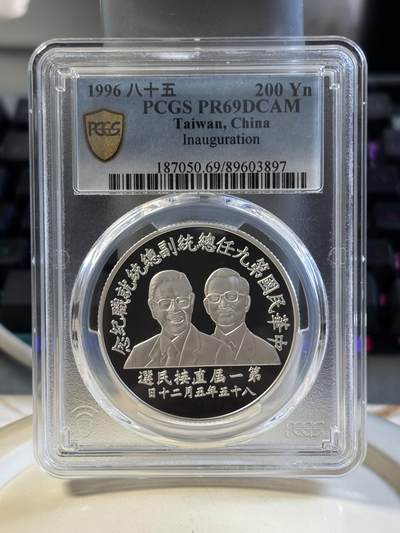 1996 八十五 200 Yn
PCGS PR69DCAM
Taiwan, China
Inauguration
187050.69/89603897
PCGS
中華民國第九任總統副總統就職紀念
第一屆直接民選
八十五年五月二十日
PCGS